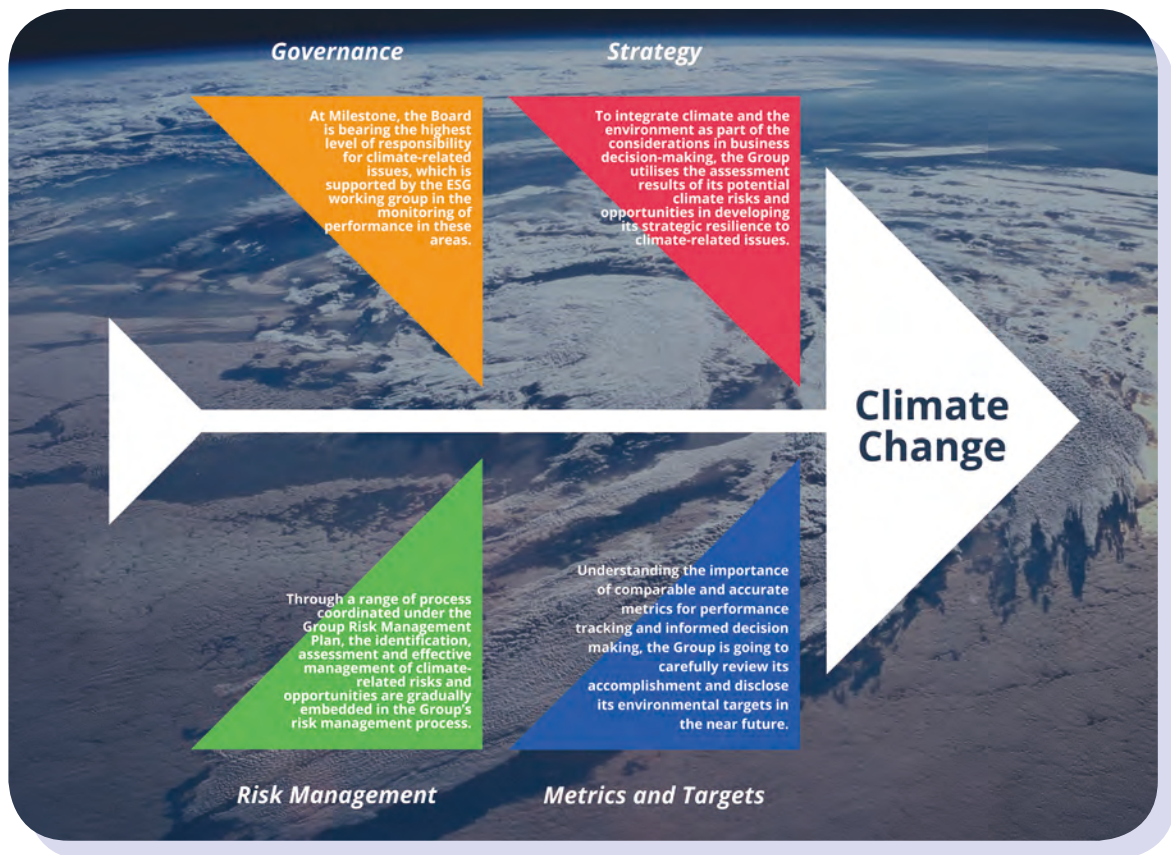 Governance
At Milestone, the Board
is bearing the highest
level of responsibility
for climate-related
issues, which is
supported by the ESG
working group in the
monitoring of
performance in these
areas.
Strategy
To integrate climate and the
environment as part of the
considerations in business
decision-making, the Group
utilises the assessment
results of its potential
climate risks and
opportunities in developing
its strategic resilience to
climate-related issues.
Climate
Change
Through a range of process
coordinated under the
Group Risk Management
Plan, the identification,
assessment and effective
management of climate-
related risks and
opportunities are gradually
embedded in the Group's
risk management process.
Risk Management
Understanding the importance
of comparable and accurate
metrics for performance
tracking and informed decision
making, the Group is going to
carefully review its
accomplishment and disclose
its environmental targets in
the near future.
Metrics and Targets